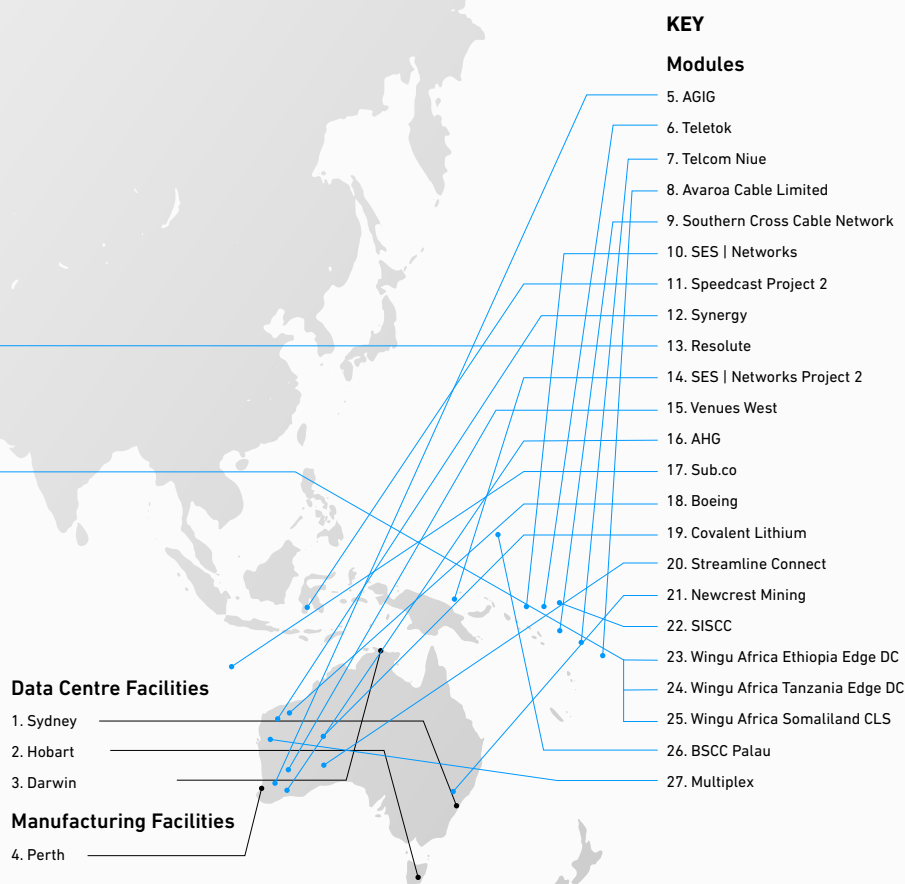 KEY
Modules
5. AGIG
6. Teletok
7. Telcom Niue
8. Avaroa Cable Limited
9. Southern Cross Cable Network
10. SES | Networks
11. Speedcast Project 2
12. Synergy
13. Resolute
14. SES | Networks Project 2
15. Venues West
16. AHG
17. Sub.co
18. Boeing
19. Covalent Lithium
20. Streamline Connect
21. Newcrest Mining
22. SISCC
23. Wingu Africa Ethiopia Edge DC
24. Wingu Africa Tanzania Edge DC
25. Wingu Africa Somaliland CLS
26. BSCC Palau
27. Multiplex
Data Centre Facilities
1. Sydney
2. Hobart
3. Darwin
Manufacturing Facilities
4. Perth